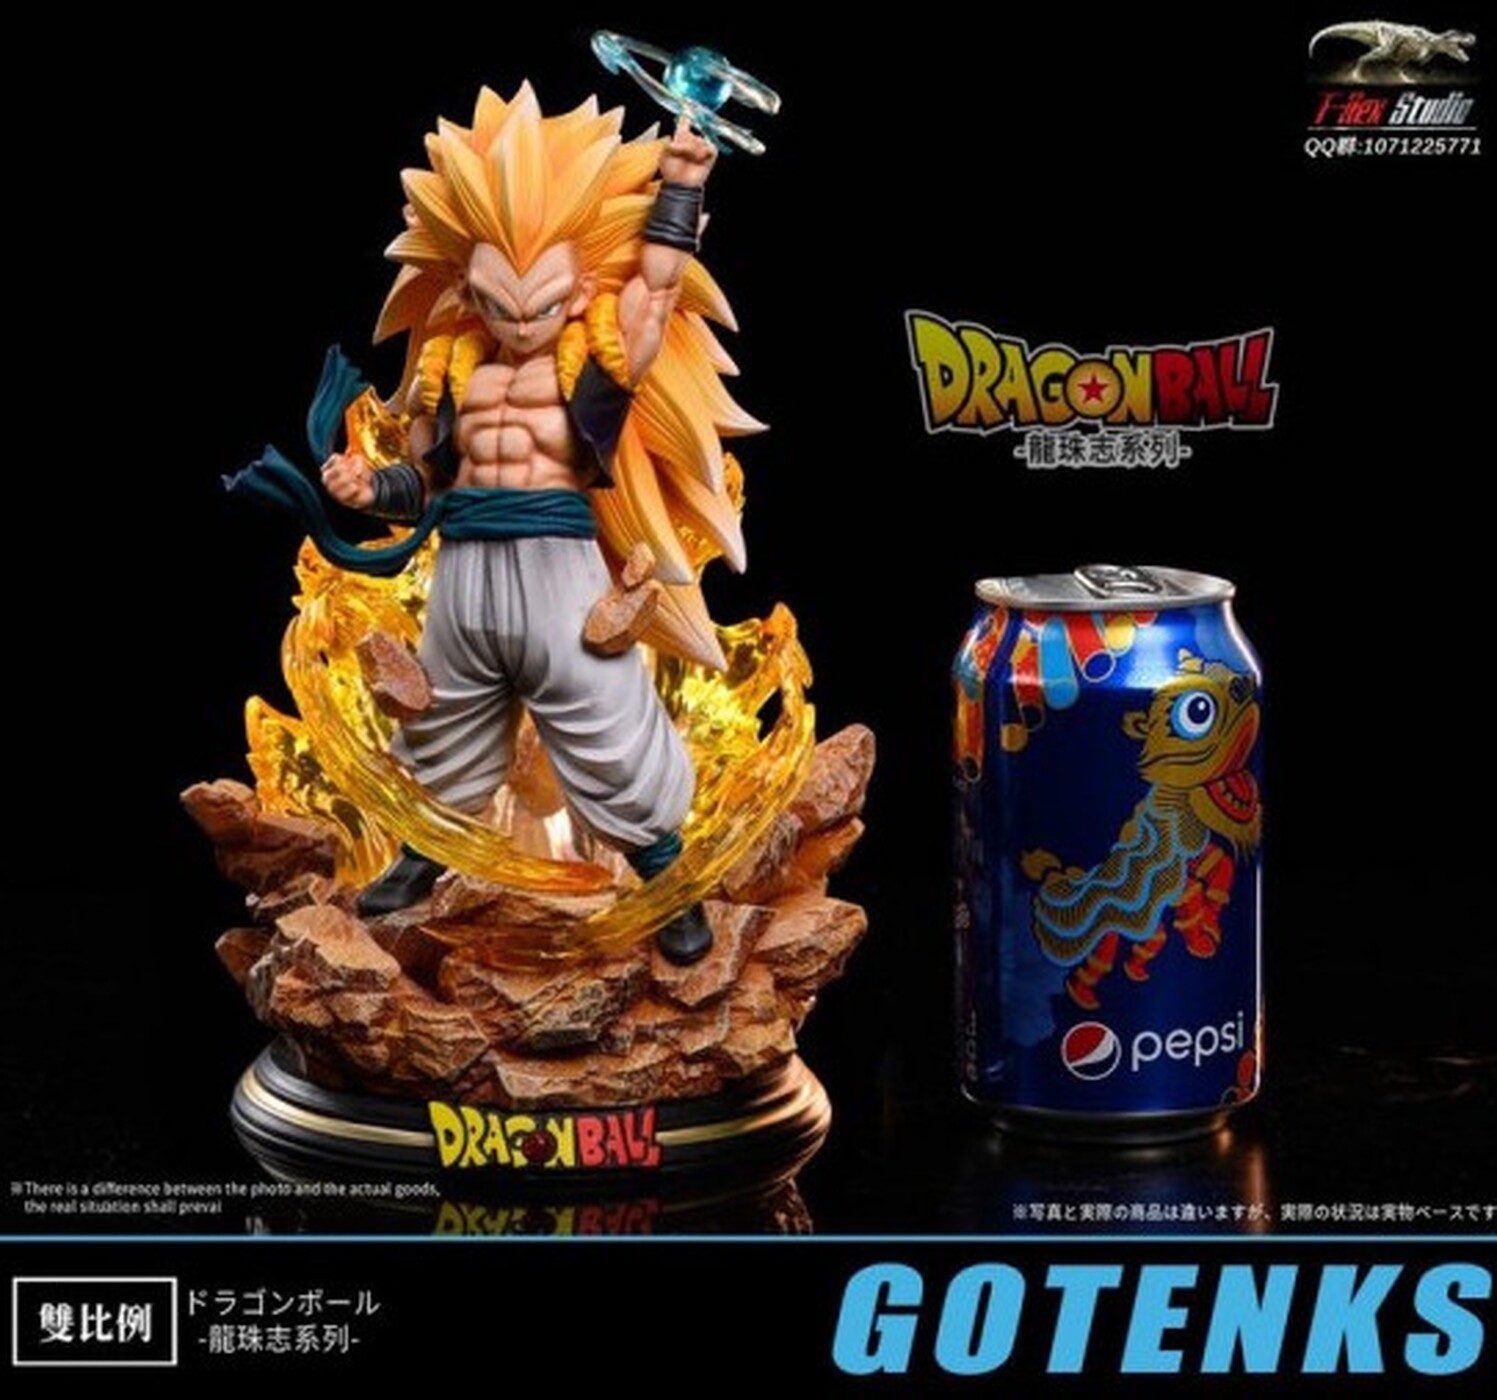 T-Rex Studio
QQ群:1071225771
DRAGONBALL
-龍珠志系列-
pepsi
DRAGONBALL
※There is a difference between the photo and the actual goods,
the real situation shall prevai
※写真と実際の商品は違いますが、実際の状況は実物ベースです
雙比例
ドラゴンボール
-龍珠志系列-
GOTENKS